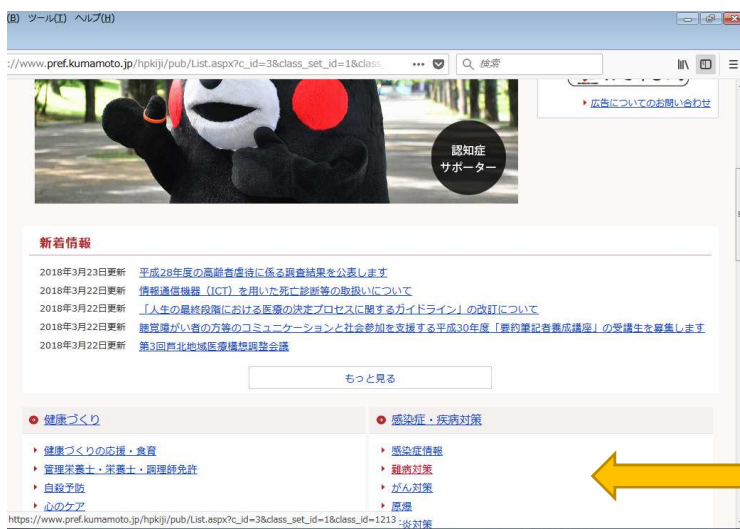 (B) ツール(T) ヘルプ(H)
://www.pref.kumamoto.jp/hpkiji/pub/List.aspx?c_id=3&class_set_id=1&class_
検索
広告についてのお問い合わせ
認知症
サポーター
新着情報
2018年3月23日更新 平成28年度の高齢者虐待に係る調査結果を公表します
2018年3月22日更新 情報通信機器（ICT）を用いた死亡診断等の取扱いについて
2018年3月22日更新 「人生の最終段階における医療の決定プロセスに関するガイドライン」の改訂について
2018年3月22日更新 聴覚障がい者の方等のコミュニケーションと社会参加を支援する平成30年度「要約筆記者養成講座」の受講生を募集します
2018年3月22日更新 第3回芦北地域医療構想調整会議
もっと見る
健康づくり
健康づくりの応援・食育
管理栄養士・栄養士・調理師免許
自殺予防
心のケア
感染症・疾病対策
感染症情報
難病対策
がん対策
原爆
炎対策
https://www.pref.kumamoto.jp/hpkiji/pub/List.aspx?c_id=3&class_set_id=1&class_id=1213